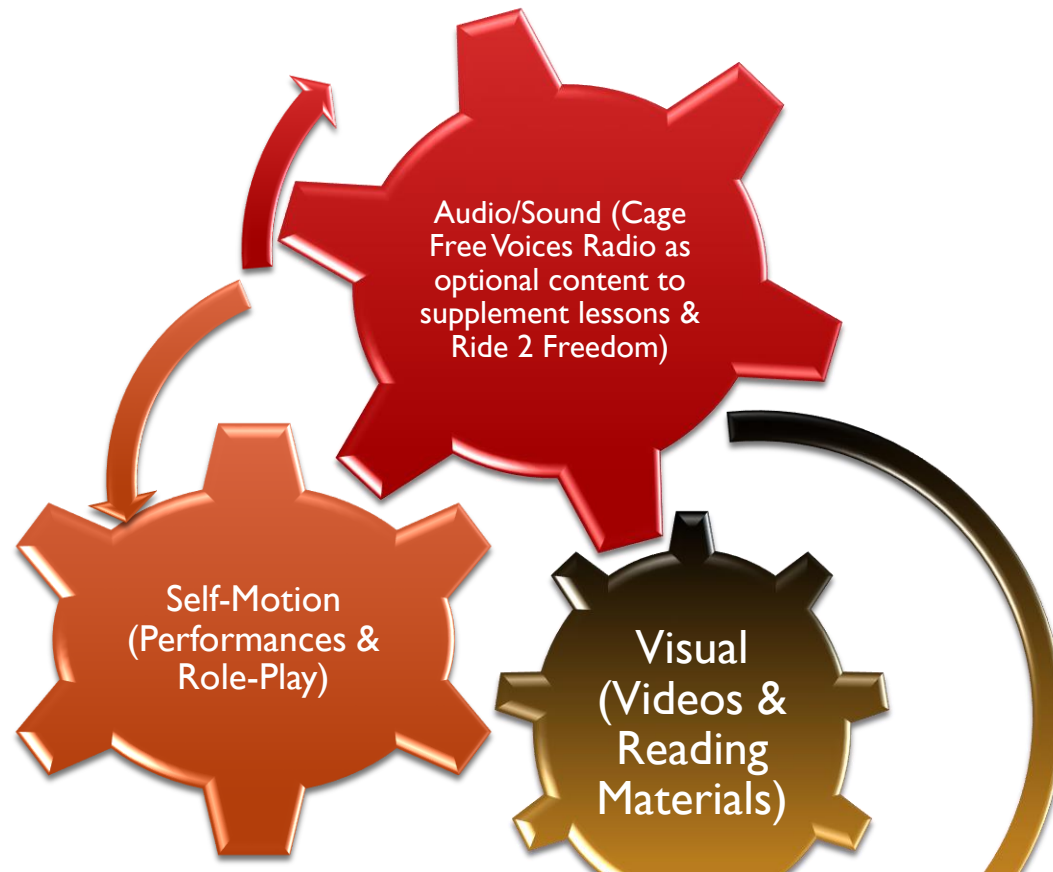 Audio/Sound (Cage
Free Voices Radio as
optional content to
supplement lessons &
Ride 2 Freedom)
Self-Motion
(Performances &
Role-Play)
Visual
(Videos &
Reading
Materials)